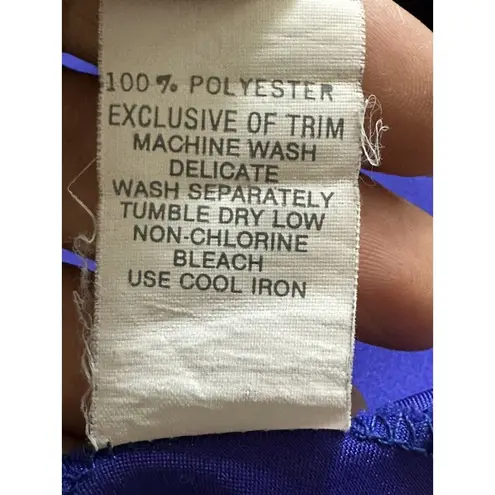 100% POLYESTER
EXCLUSIVE OF TRIM
MACHINE WASH
DELICATE
WASH SEPARATELY
TUMBLE DRY LOW
NON-CHLORINE
BLEACH
USE COOL IRON